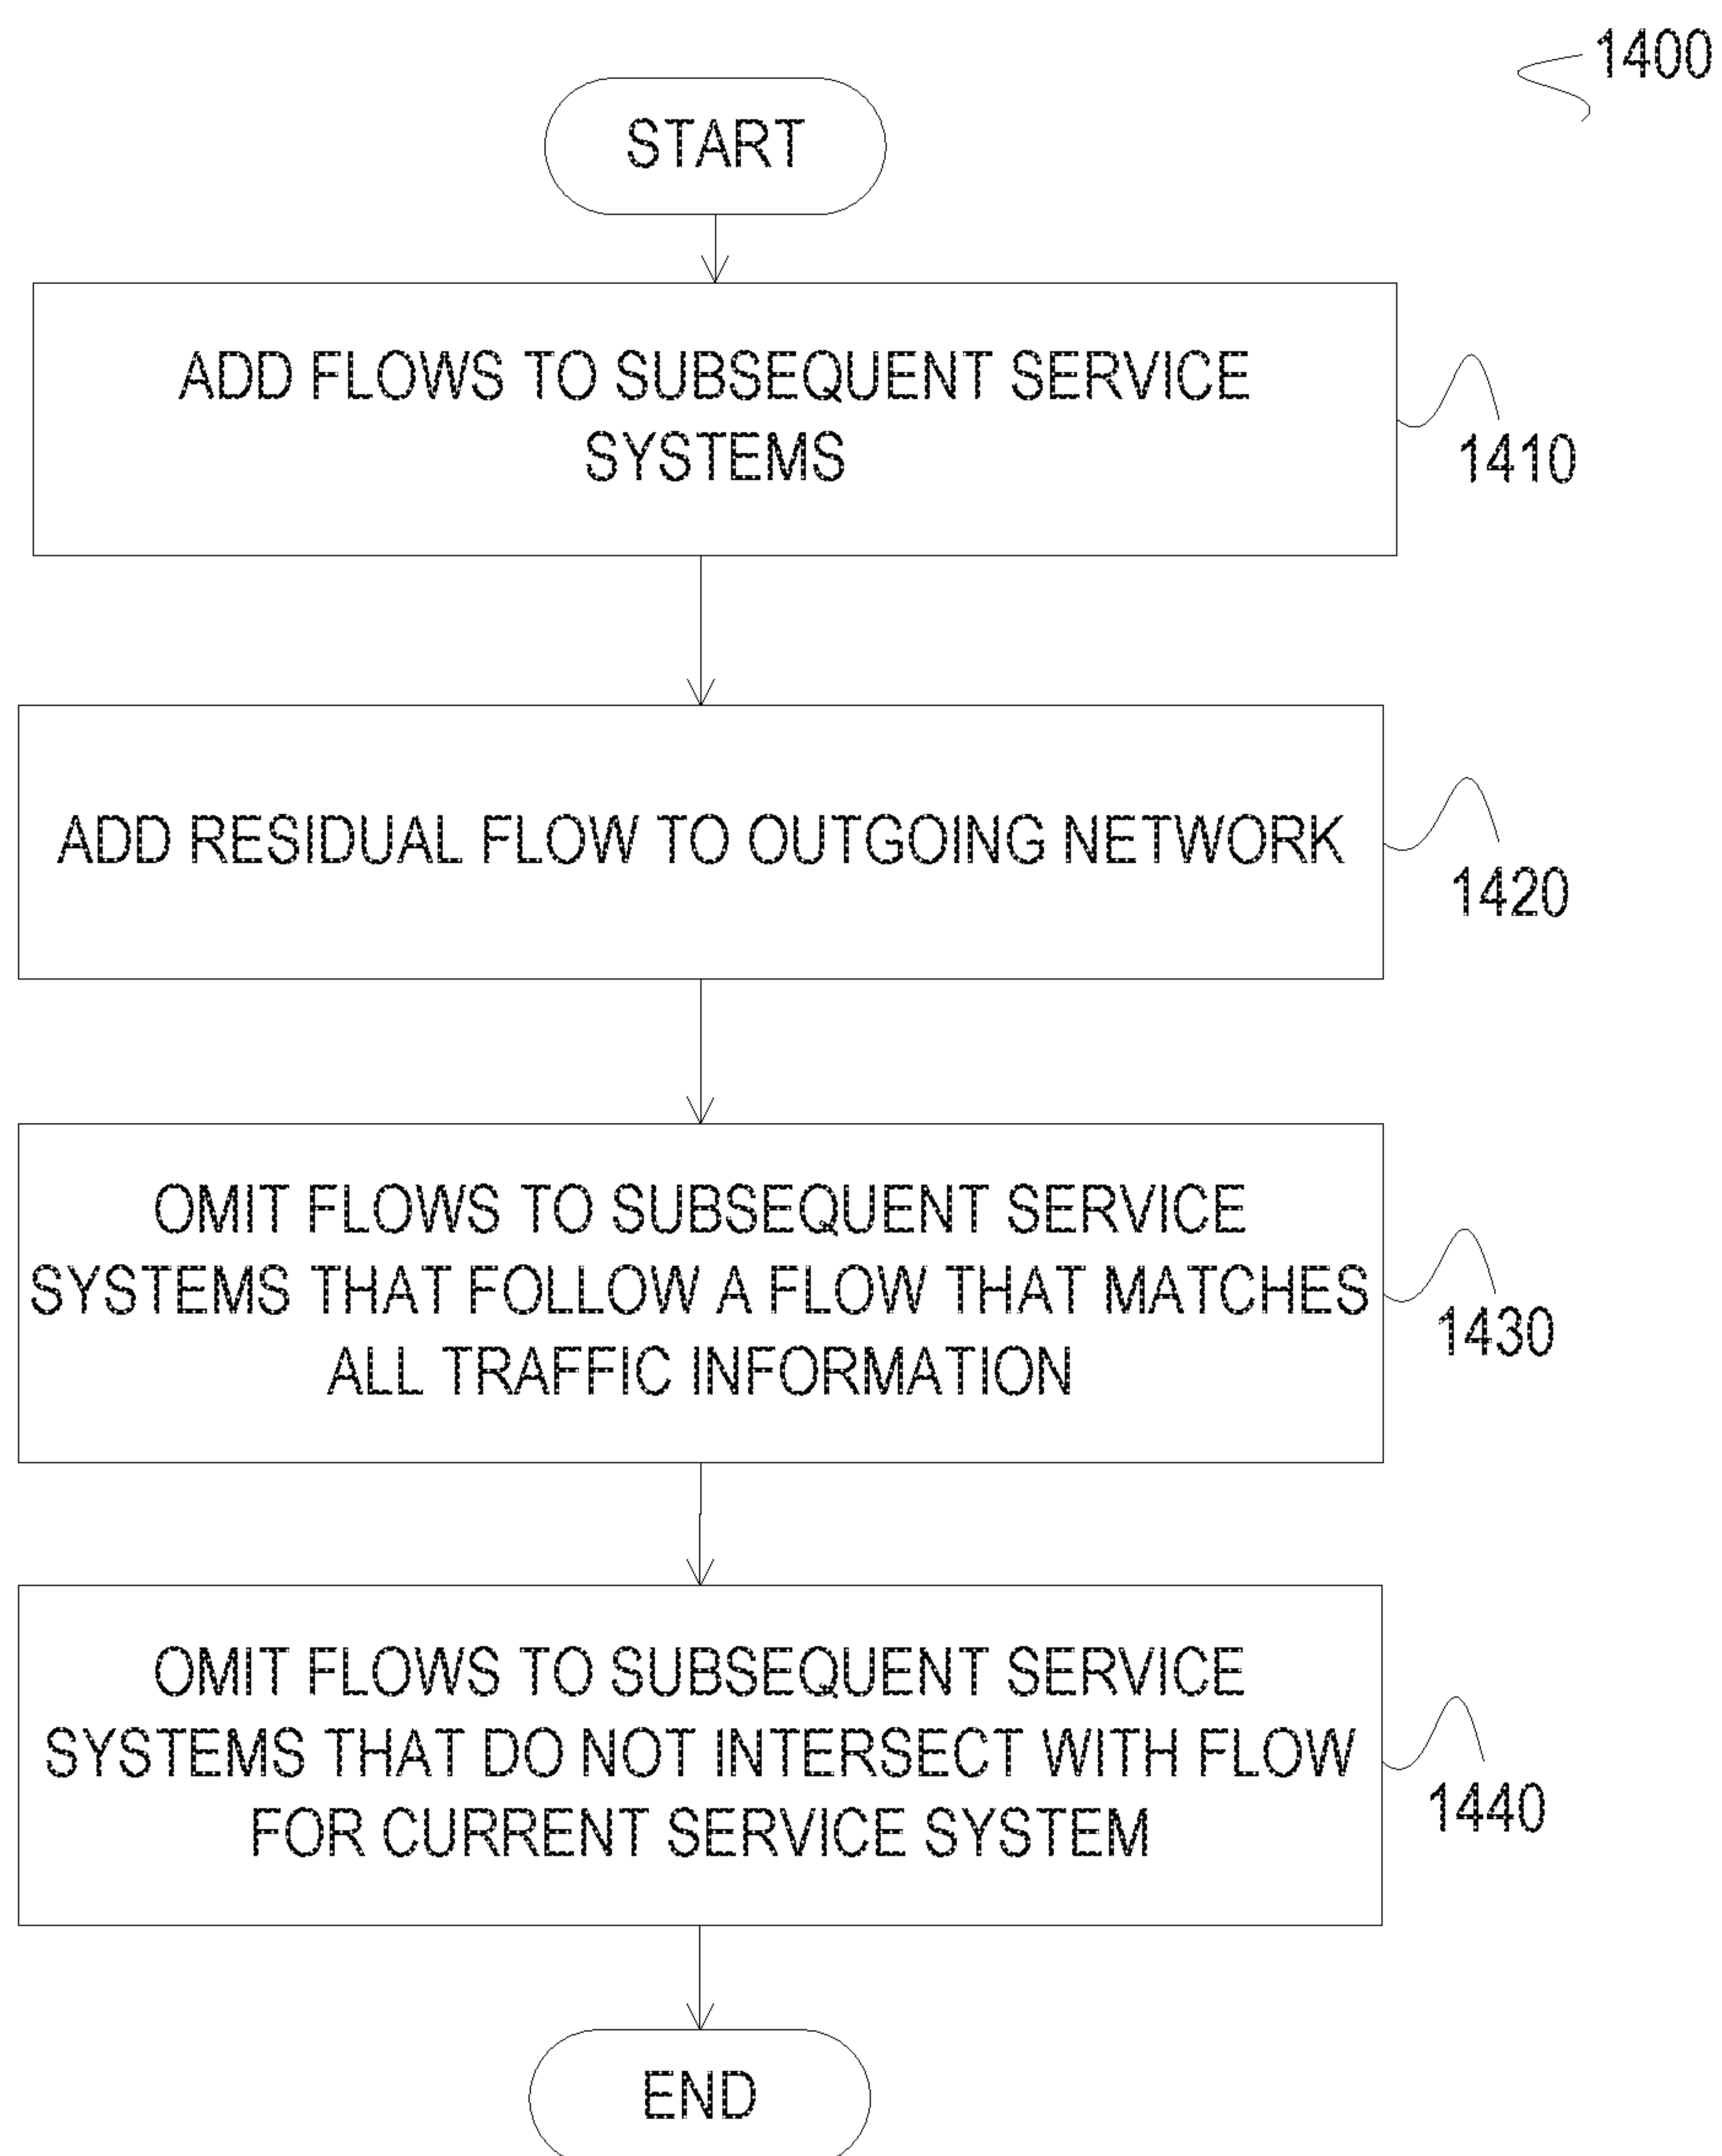 1400
START
ADD FLOWS TO SUBSEQUENT SERVICE
SYSTEMS
1410
ADD RESIDUAL FLOW TO OUTGOING NETWORK
1420
OMIT FLOWS TO SUBSEQUENT SERVICE
SYSTEMS THAT FOLLOW A FLOW THAT MATCHES
ALL TRAFFIC INFORMATION
1430
OMIT FLOWS TO SUBSEQUENT SERVICE
SYSTEMS THAT DO NOT INTERSECT WITH FLOW
FOR CURRENT SERVICE SYSTEM
1440
END